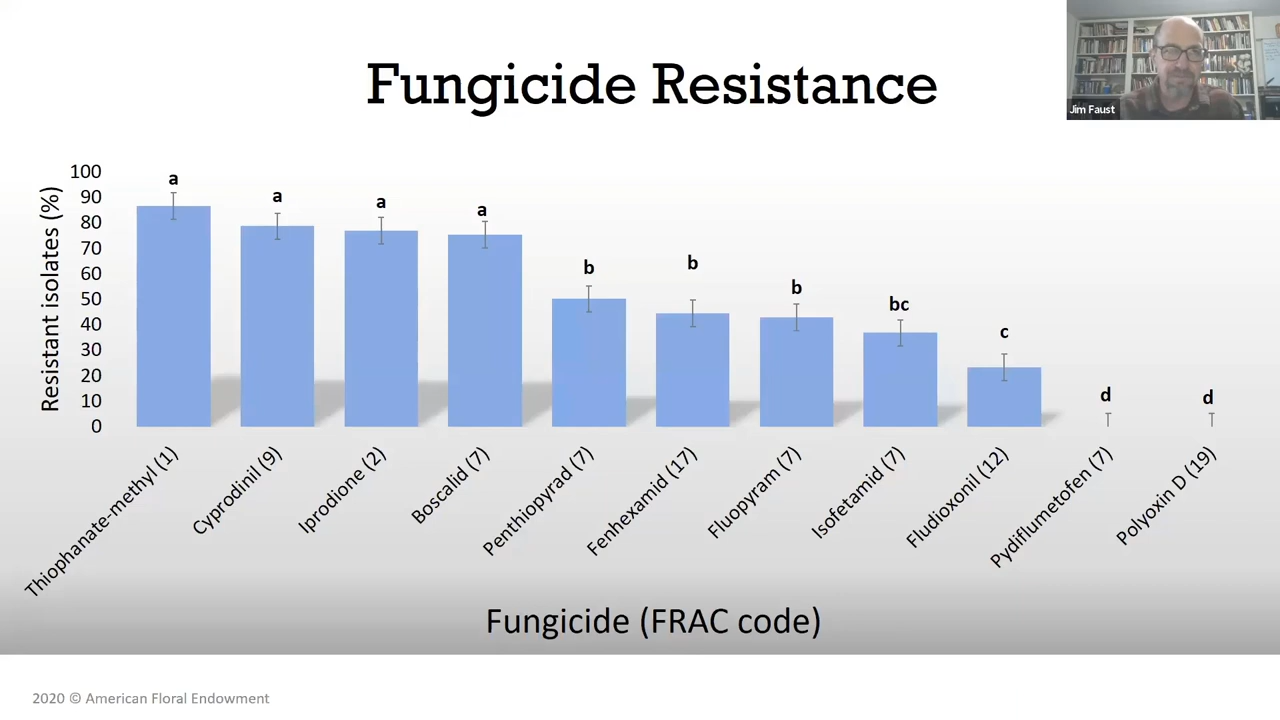 Fungicide Resistance
Jim Faust
Resistant isolates (%)
100
90
80
70
60
50
40
30
20
10
0
a
a
a
a
b
b
b
bc
c
d
d
Thiophanate-methyl (1)
Cyprodinil (9)
Iprodione (2)
Boscalid (7)
Penthiopyrad (7)
Fenhexamid (17)
Fluopyram (7)
Isofetamid (7)
Fludioxonil (12)
Pydiflumetofen (7)
Polyoxin D (19)
Fungicide (FRAC code)
2020 © American Floral Endowment